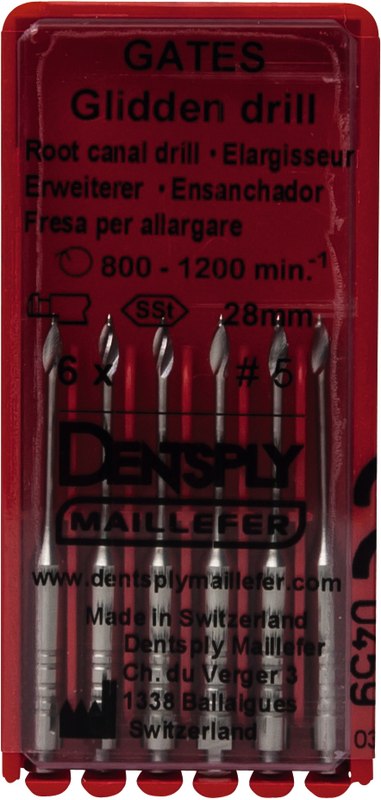 GATES
Glidden drill
Root canal drill • Elargisseur
Erweiterer • Ensanchador
Fresa per allargare
800 - 1200 min.-1
SSt 28mm
6 x # 5
DENTSPLY
MAILLEFER
www.dentsplymaillefer.com
Made in Switzerland
Dentsply Maillefer
Ch. du Verger 3
1338 Ballaigues
Switzerland
0459
03